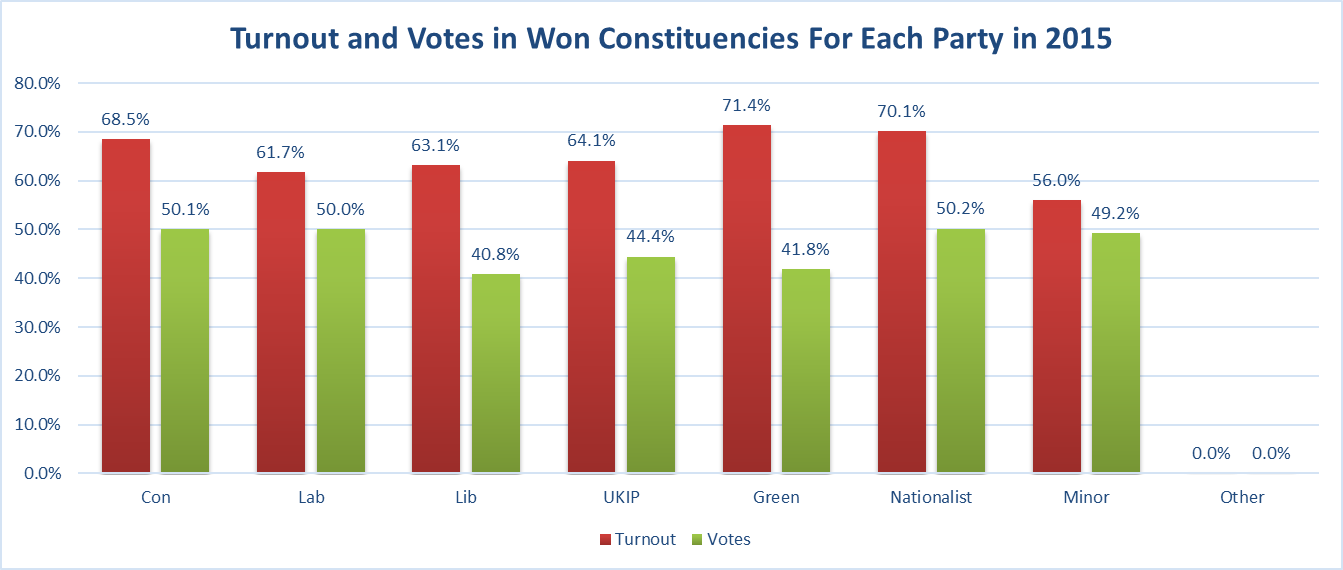 Turnout and Votes in Won Constituencies For Each Party in 2015
80.0%
70.0%
60.0%
50.0%
40.0%
30.0%
20.0%
10.0%
0.0%
68.5%
50.1%
61.7%
50.0%
63.1%
40.8%
64.1%
44.4%
71.4%
41.8%
70.1%
50.2%
56.0%
49.2%
0.0%
0.0%
Con
Lab
Lib
UKIP
Green
Nationalist
Minor
Other
Turnout
Votes